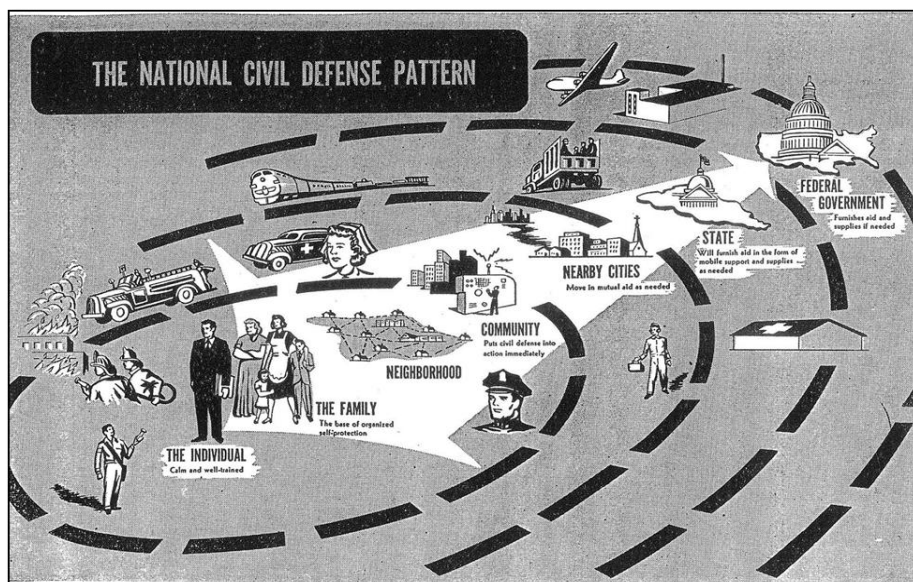 THE NATIONAL CIVIL DEFENSE PATTERN
FEDERAL
GOVERNMENT
Furnishes aid and
supplies if needed
STATE
Will furnish aid in the form of
mobile support and supplies
as needed
NEARBY CITIES
Move in mutual aid as needed
COMMUNITY
Puts civil defense into
action immediately
NEIGHBORHOOD
THE FAMILY
The base of organized
self-protection
THE INDIVIDUAL
Calm and well-trained